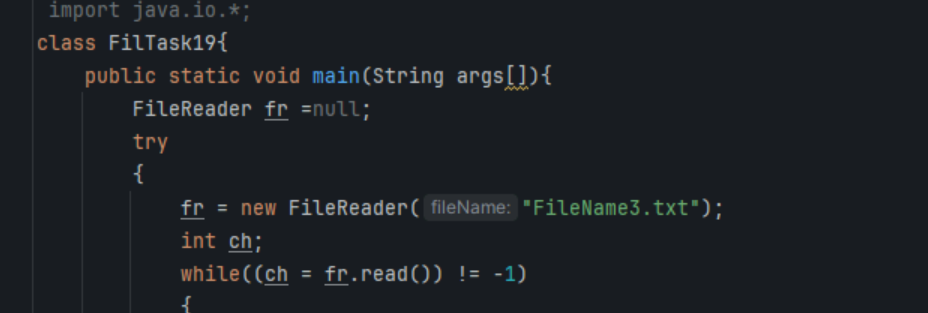 import java.io.*;
class FilTask19{
public static void main(String args[]){
FileReader fr =null;
try
{
fr = new FileReader( fileName: "FileName3.txt");
int ch;
while((ch = fr.read()) != -1)
{